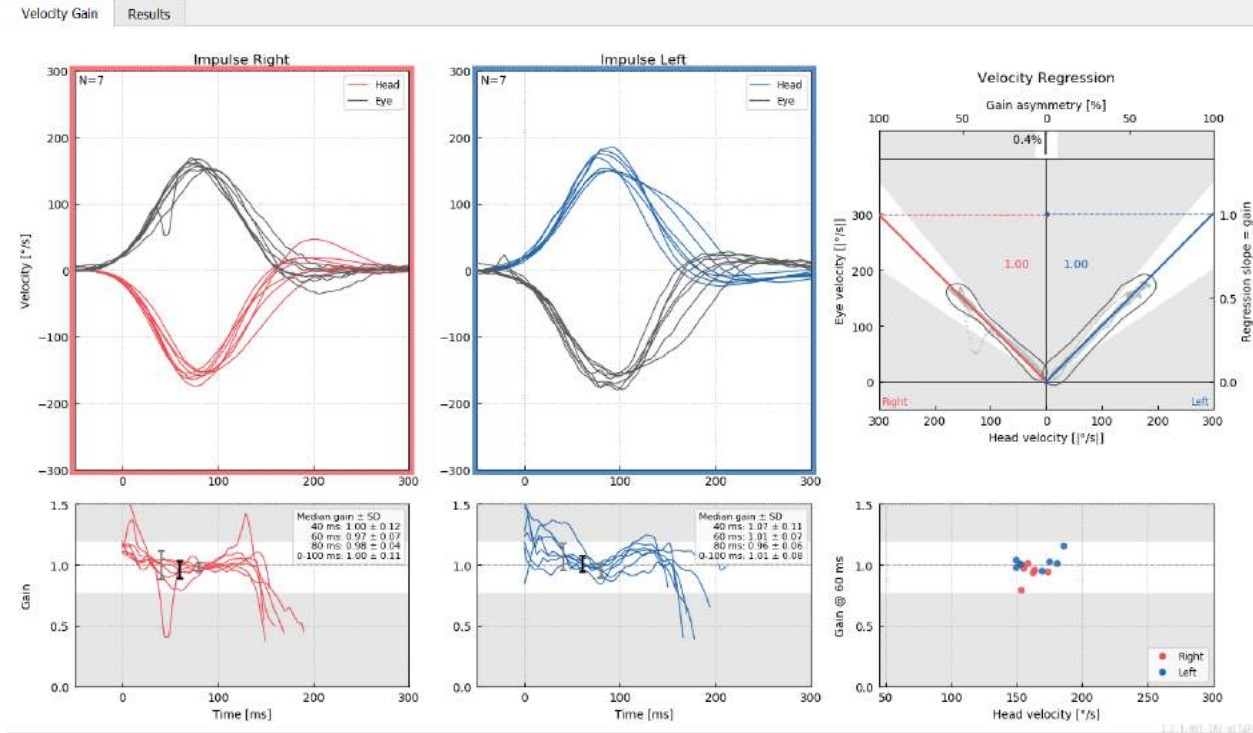 Velocity Gain
Results
Impulse Right
N=7
Head
Eye
300
200
100
0
−100
−200
−300
Velocity [°/s]
0
100
200
300
Impulse Left
N=7
Head
Eye
300
200
100
0
−100
−200
−300
0
100
200
300
Velocity Regression
Gain asymmetry [%]
100
50
0
50
100
0.4%
300
200
100
0
Eye velocity [|°/s|]
1.00
1.00
1.0
0.5
0.0
Regression slope = gain
Right
Left
300
200
100
0
100
200
300
Head velocity [|°/s|]
1.5
1.0
0.5
0.0
Gain
Median gain ± SD
40 ms: 1.00 ± 0.12
60 ms: 0.97 ± 0.07
80 ms: 0.98 ± 0.04
0-100 ms: 1.00 ± 0.11
0
100
200
300
Time [ms]
1.5
1.0
0.5
0.0
Median gain ± SD
40 ms: 1.07 ± 0.11
60 ms: 1.01 ± 0.07
80 ms: 0.96 ± 0.06
0-100 ms: 1.01 ± 0.08
0
100
200
300
Time [ms]
1.5
1.0
0.5
0.0
Gain @ 60 ms
Right
Left
50
100
150
200
250
300
Head velocity [°/s]